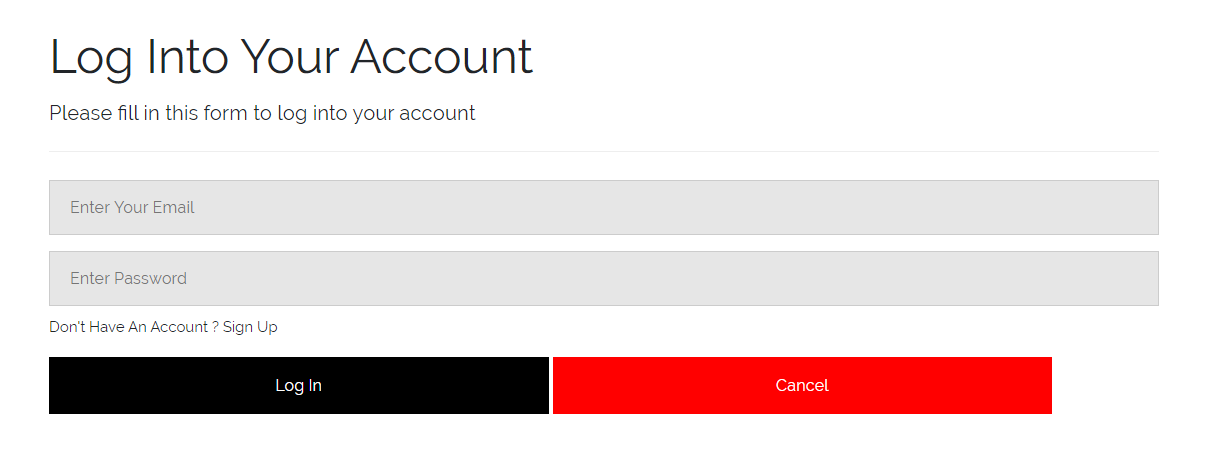 Log Into Your Account
Please fill in this form to log into your account
Enter Your Email
Enter Password
Don't Have An Account ? Sign Up
Log In
Cancel